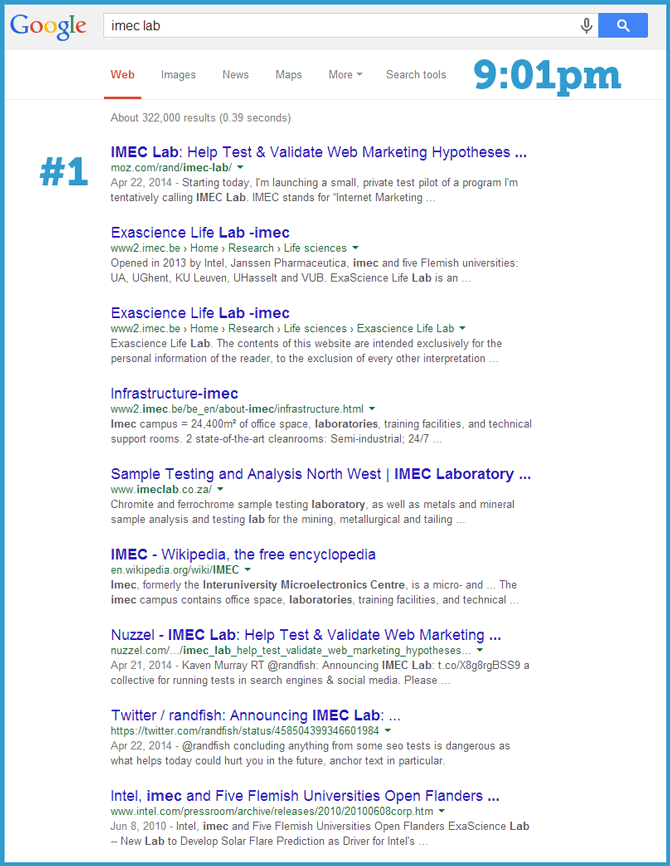 Google
imec lab
Web Images News Maps More Search tools
9:01pm
About 322,000 results (0.39 seconds)
#1
IMEC Lab: Help Test & Validate Web Marketing Hypotheses ...
moz.com/rand/imec-lab/
Apr 22, 2014 - Starting today, I'm launching a small, private test pilot of a program I'm
tentatively calling IMEC Lab. IMEC stands for "Internet Marketing ...
Exascience Life Lab -imec
www2.imec.be › Home › Research › Life sciences
Opened in 2013 by Intel, Janssen Pharmaceutica, imec and five Flemish universities:
UA, UGhent, KU Leuven, UHasselt and VUB. ExaScience Life Lab is an ...
Exascience Life Lab -imec
www2.imec.be › Home › Research › Life sciences › Exascience Life Lab
Exascience Life Lab. The contents of this website are intended exclusively for the
personal information of the reader, to the exclusion of every other interpretation ...
Infrastructure-imec
www2.imec.be/be_en/about-imec/infrastructure.html
Imec campus = 24,400m² of office space, laboratories, training facilities, and technical
support rooms. 2 state-of-the-art cleanrooms: Semi-industrial; 24/7 ...
Sample Testing and Analysis North West | IMEC Laboratory ...
www.imeclab.co.za/
Chromite and ferrochrome sample testing laboratory, as well as metals and mineral
sample analysis and testing lab for the mining, metallurgical and tailing ...
IMEC - Wikipedia, the free encyclopedia
en.wikipedia.org/wiki/IMEC
Imec, formerly the Interuniversity Microelectronics Centre, is a micro- and ... The
imec campus contains office space, laboratories, training facilities, and technical ...
Nuzzel - IMEC Lab: Help Test & Validate Web Marketing ...
nuzzel.com/.../imec_lab_help_test_validate_web_marketing_hypotheses...
Apr 21, 2014 - Kaven Murray RT @randfish: Announcing IMEC Lab: t.co/X8g8rgBSS9 a
collective for running tests in search engines & social media. Please ...
Twitter / randfish: Announcing IMEC Lab: ...
https://twitter.com/randfish/status/458504399346601984
Apr 22, 2014 - @randfish concluding anything from some seo tests is dangerous as
what helps today could hurt you in the future, anchor text in particular.
Intel, imec and Five Flemish Universities Open Flanders ...
www.intel.com/pressroom/archive/releases/2010/20100608corp.htm
Jun 8, 2010 - Intel, imec and Five Flemish Universities Open Flanders ExaScience Lab
-- New Lab to Develop Solar Flare Prediction as Driver for Intel's ...